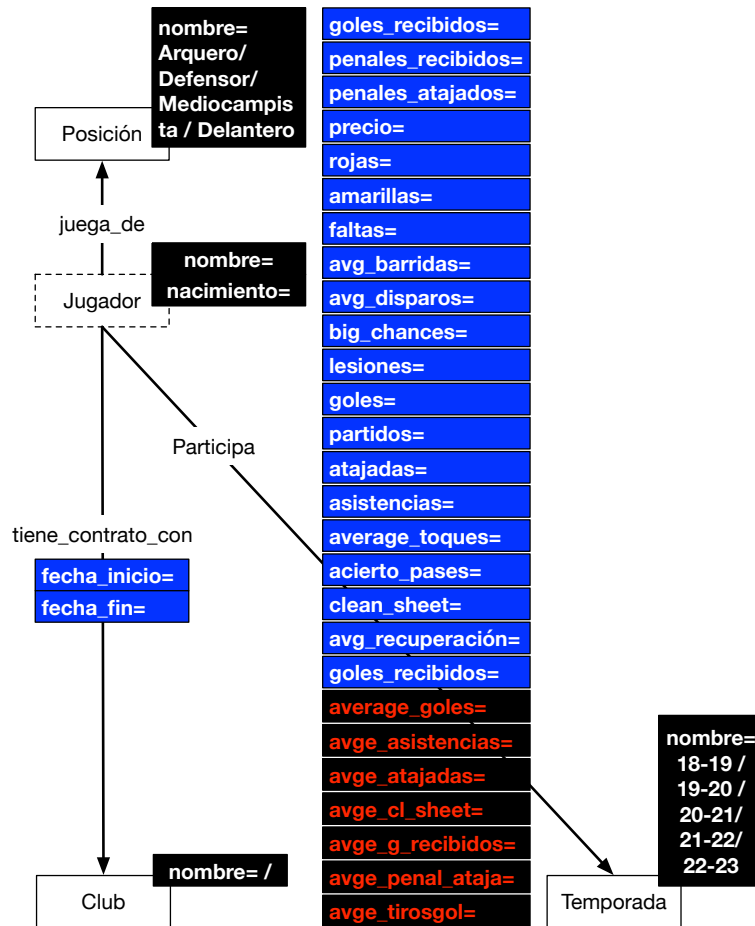 nombre=
Arquero/
Defensor/
Mediocampis
ta / Delantero
Posición
juega_de
nombre=
nacimiento=
Jugador
Participa
tiene_contrato_con
fecha_inicio=
fecha_fin=
nombre= /
Club
goles_recibidos=
penales_recibidos=
penales_atajados=
precio=
rojas=
amarillas=
faltas=
avg_barridas=
avg_disparos=
big_chances=
lesiones=
goles=
partidos=
atajadas=
asistencias=
average_toques=
acierto_pases=
clean_sheet=
avg_recuperación=
goles_recibidos=
average_goles=
avge_asistencias=
avge_atajadas=
avge_cl_sheet=
avge_g_recibidos=
avge_penal_ataja=
avge_tirosgol=
nombre=
18-19 /
19-20 /
20-21/
21-22/
22-23
Temporada